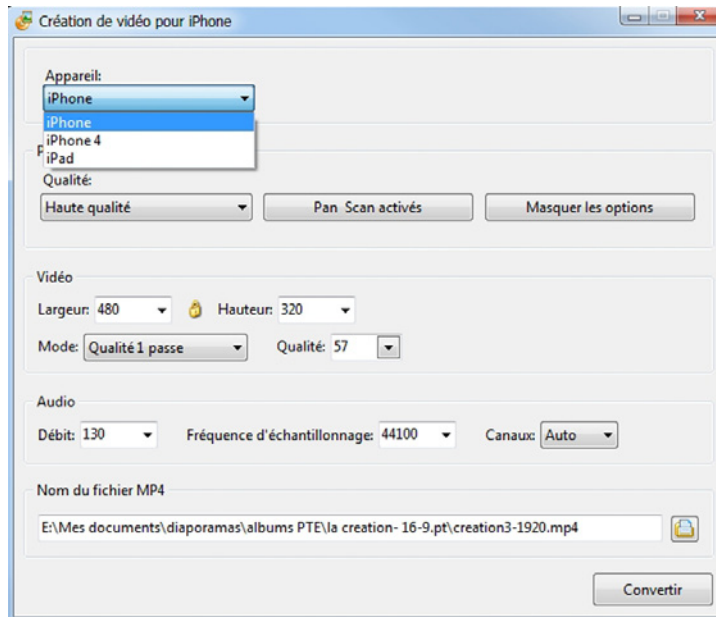 Création de vidéo pour iPhone
Appareil:
iPhone
iPhone
iPhone 4
iPad
Qualité:
Haute qualité Pan Scan activés Masquer les options
Vidéo
Largeur: 480 Hauteur: 320
Mode: Qualité 1 passe Qualité: 57
Audio
Débit: 130 Fréquence d'échantillonnage: 44100 Canaux: Auto
Nom du fichier MP4
E:\Mes documents\diaporamas\albums PTE\la creation- 16-9.pt\creation3-1920.mp4
Convertir